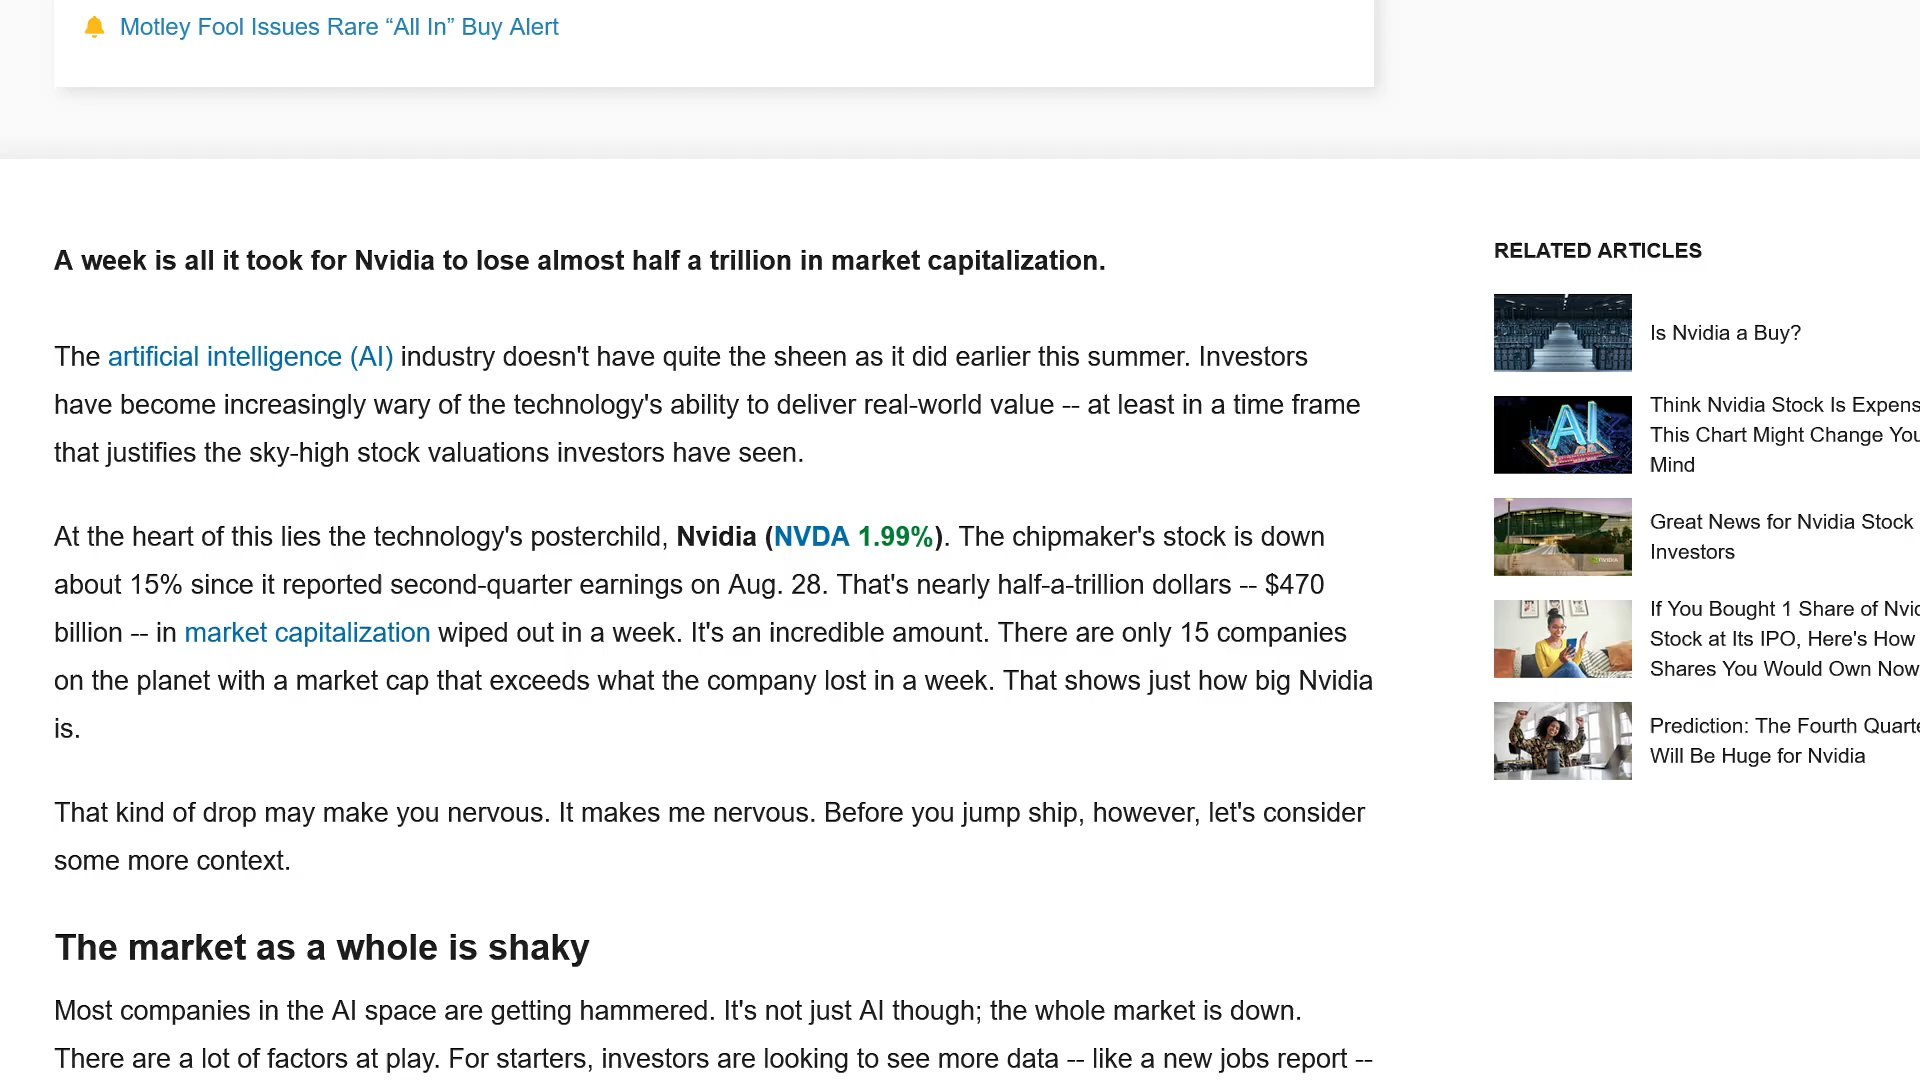 Motley Fool Issues Rare “All In” Buy Alert
A week is all it took for Nvidia to lose almost half a trillion in market capitalization.
The artificial intelligence (AI) industry doesn't have quite the sheen as it did earlier this summer. Investors
have become increasingly wary of the technology's ability to deliver real-world value -- at least in a time frame
that justifies the sky-high stock valuations investors have seen.
At the heart of this lies the technology's posterchild, Nvidia (NVDA 1.99%). The chipmaker's stock is down
about 15% since it reported second-quarter earnings on Aug. 28. That's nearly half-a-trillion dollars -- $470
billion -- in market capitalization wiped out in a week. It's an incredible amount. There are only 15 companies
on the planet with a market cap that exceeds what the company lost in a week. That shows just how big Nvidia
is.
That kind of drop may make you nervous. It makes me nervous. Before you jump ship, however, let's consider
some more context.
The market as a whole is shaky
Most companies in the AI space are getting hammered. It's not just AI though; the whole market is down.
There are a lot of factors at play. For starters, investors are looking to see more data -- like a new jobs report --
RELATED ARTICLES
Is Nvidia a Buy?
AI
Think Nvidia Stock Is Expens
This Chart Might Change You
Mind
NVIDIA
Great News for Nvidia Stock
Investors
If You Bought 1 Share of Nvid
Stock at Its IPO, Here's How
Shares You Would Own Now
Prediction: The Fourth Quarte
Will Be Huge for Nvidia